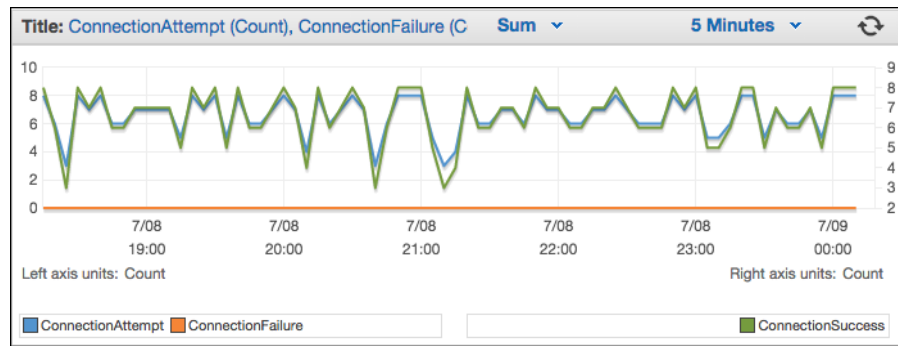 Title: ConnectionAttempt (Count), ConnectionFailure (C Sum 5 Minutes
10 9
8 8
7
6 6
4 5
4
2 3
0 2
7/08 7/08 7/08 7/08 7/08 7/09
19:00 20:00 21:00 22:00 23:00 00:00
Left axis units: Count Right axis units: Count
ConnectionAttempt ConnectionFailure ConnectionSuccess